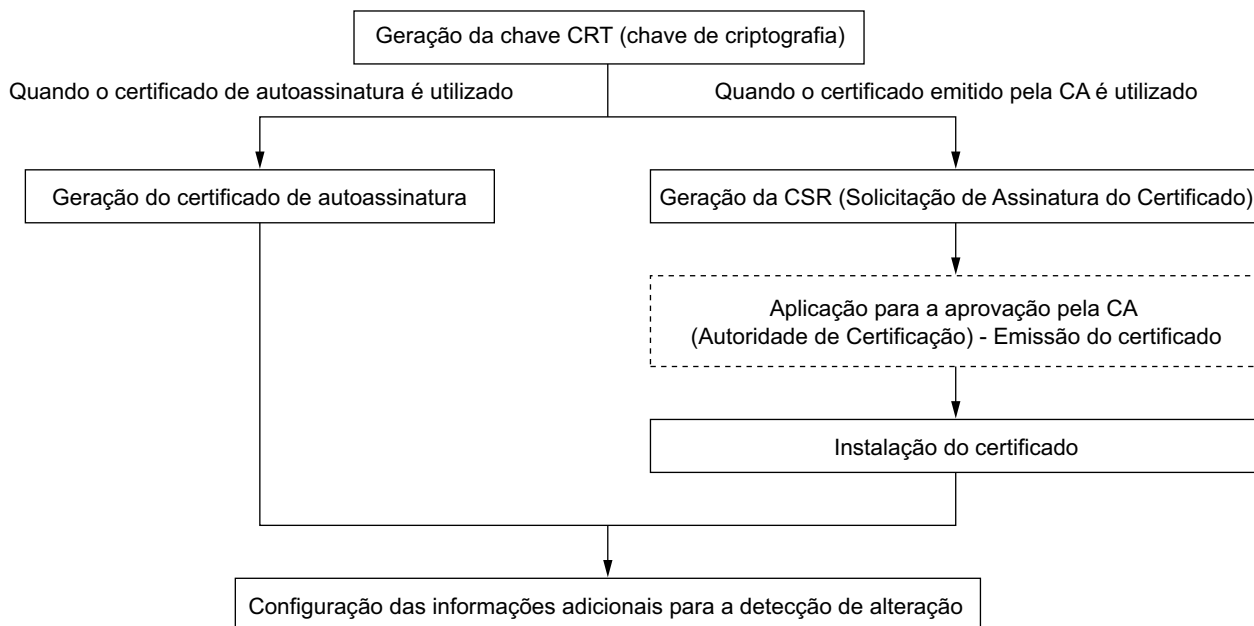 Geração da chave CRT (chave de criptografia)
Quando o certificado de autoassinatura é utilizado
Quando o certificado emitido pela CA é utilizado
Geração do certificado de autoassinatura
Geração da CSR (Solicitação de Assinatura do Certificado)
Aplicação para a aprovação pela CA
(Autoridade de Certificação) - Emissão do certificado
Instalação do certificado
Configuração das informações adicionais para a detecção de alteração